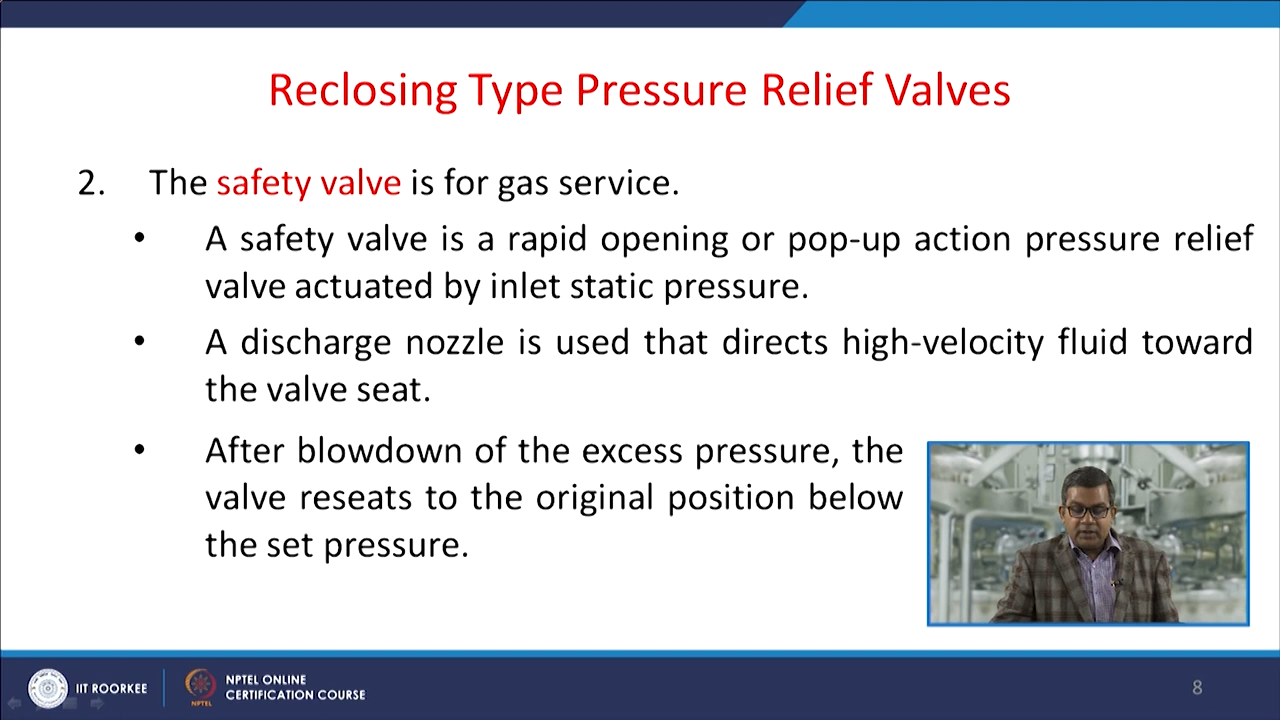 Reclosing Type Pressure Relief Valves
2. The safety valve is for gas service.
• A safety valve is a rapid opening or pop-up action pressure relief
valve actuated by inlet static pressure.
• A discharge nozzle is used that directs high-velocity fluid toward
the valve seat.
• After blowdown of the excess pressure, the
valve reseats to the original position below
the set pressure.
IIT ROORKEE
NPTEL
NPTEL ONLINE
CERTIFICATION COURSE
8